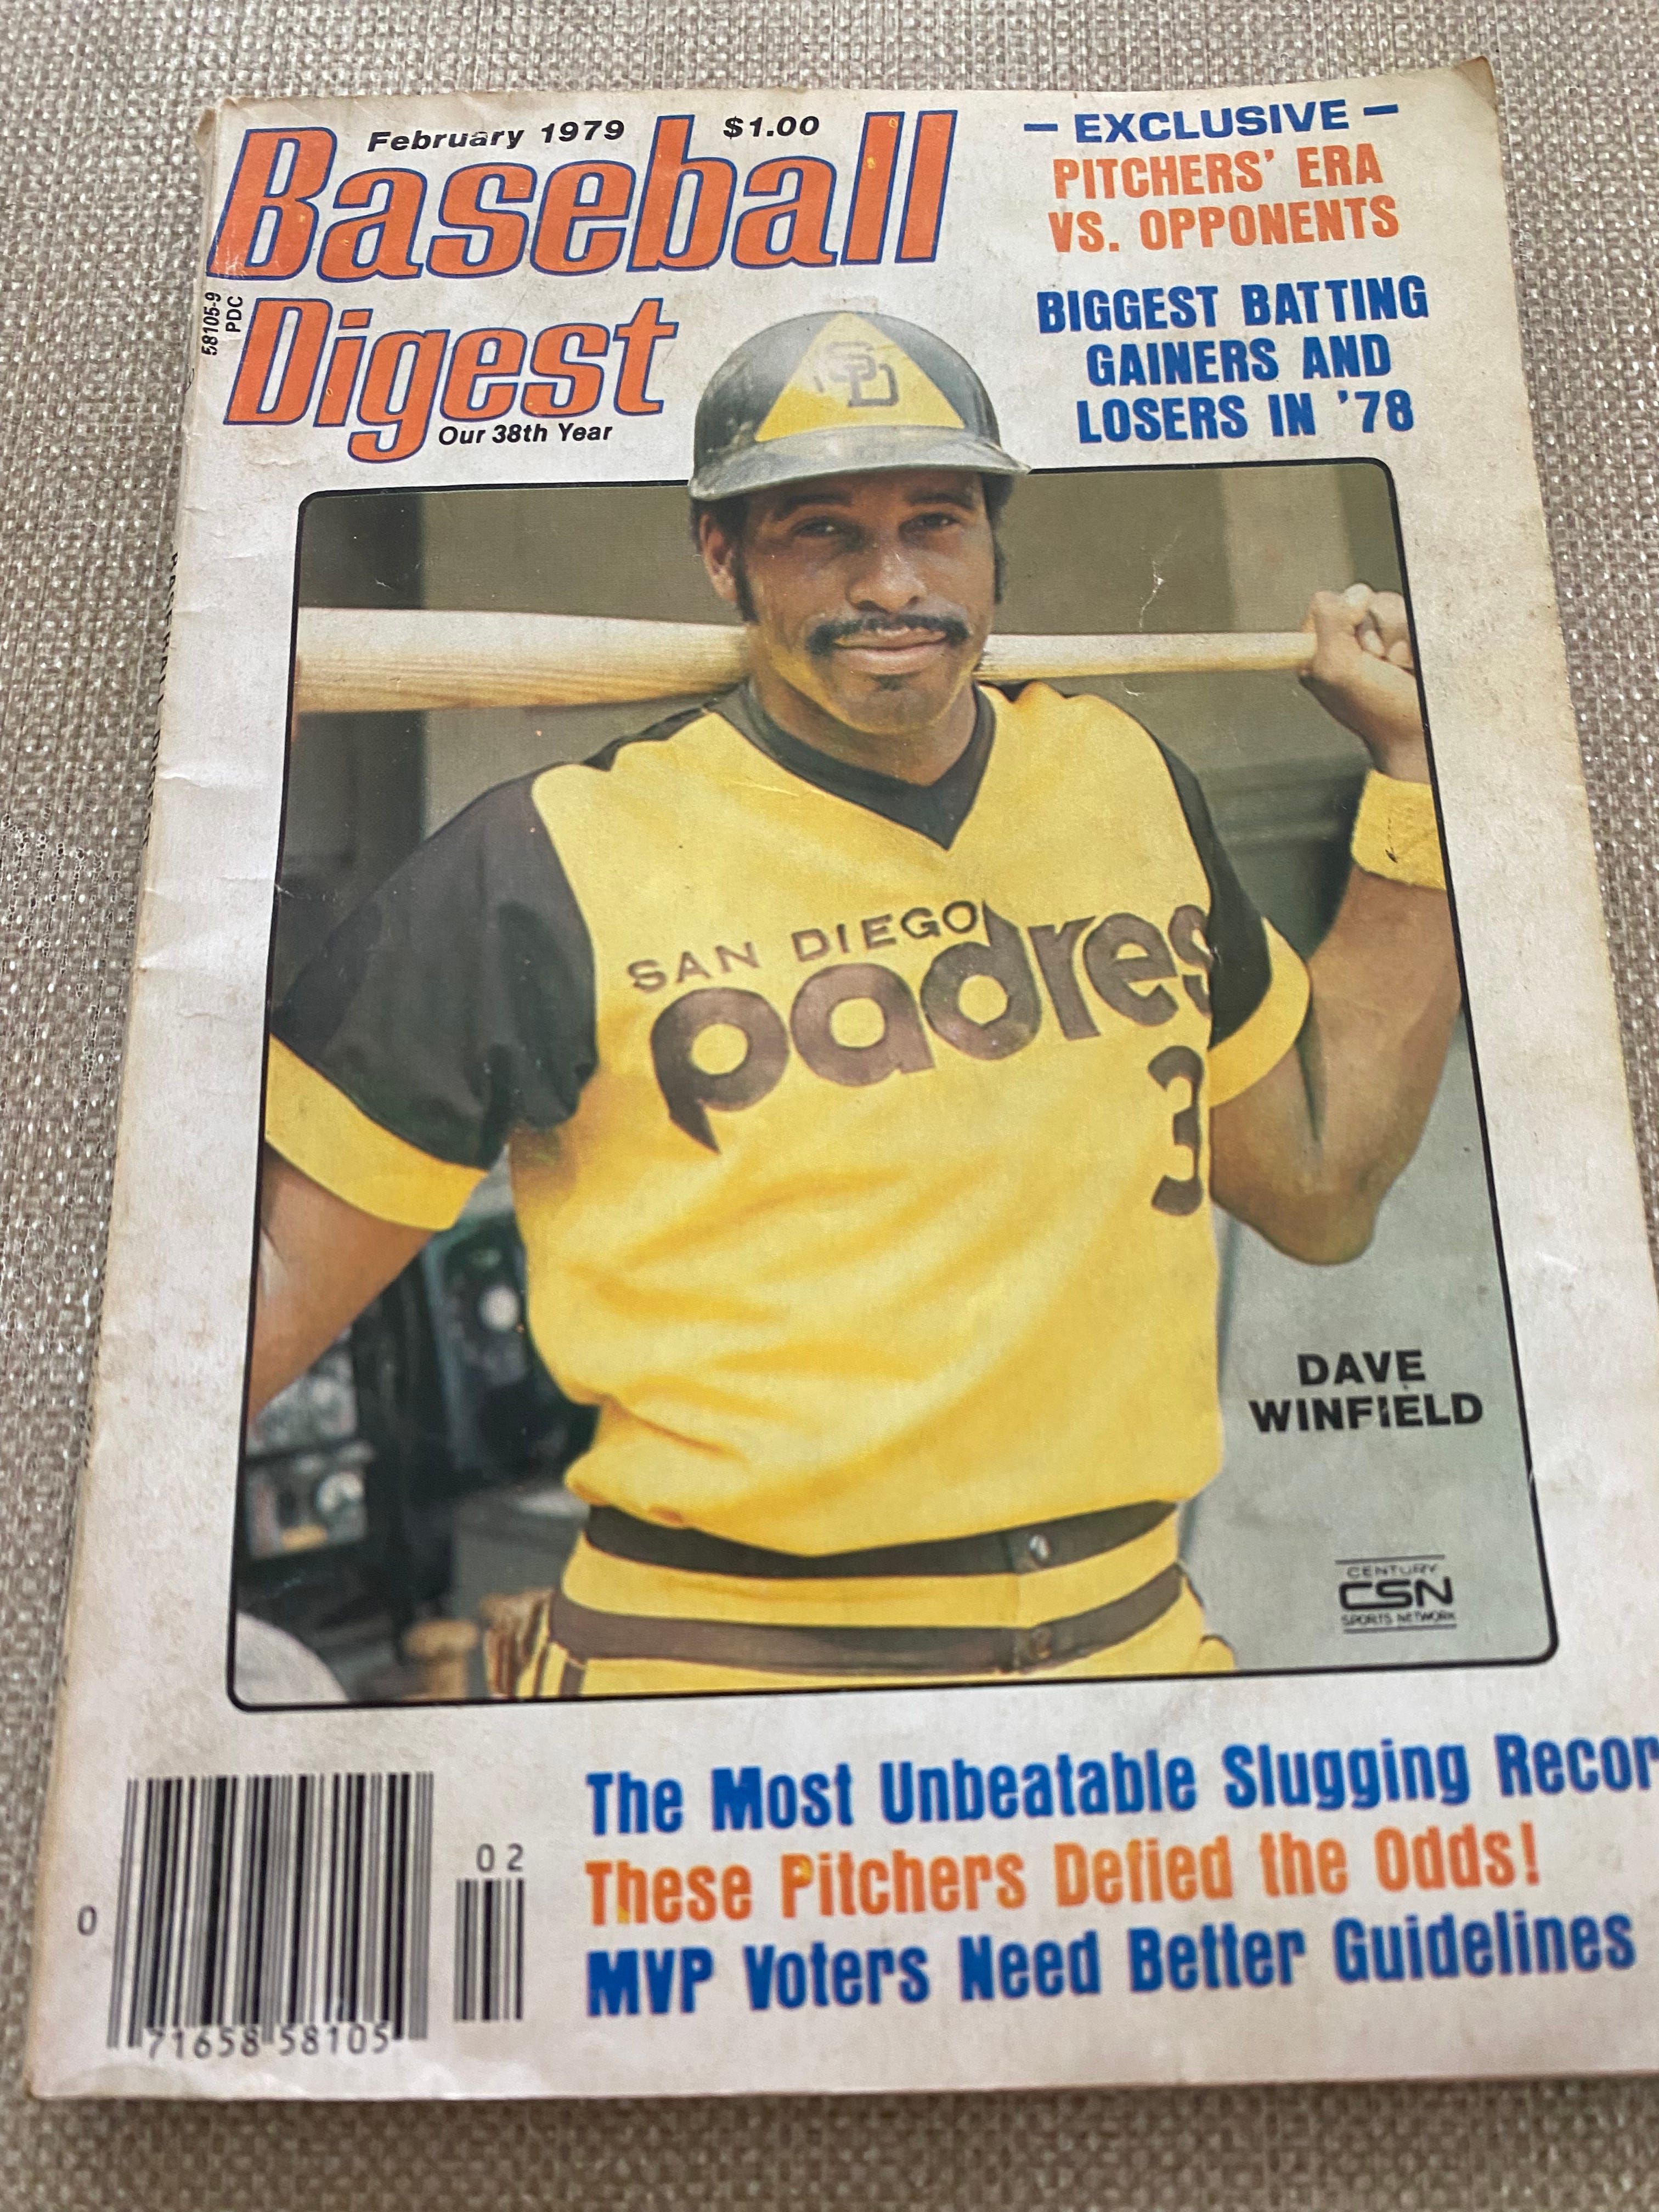 February 1979 $1.00
Baseball
Digest
Our 38th Year
58105-9
PDC
— EXCLUSIVE —
PITCHERS' ERA
VS. OPPONENTS
BIGGEST BATTING
GAINERS AND
LOSERS IN '78
SD
SAN DIEGO
padres
3
DAVE
WINFIELD
CENTURY
CSN
SPORTS NETWORK
The Most Unbeatable Slugging Recor
These Pitchers Defied the Odds!
MVP Voters Need Better Guidelines
02
0
71658 58105